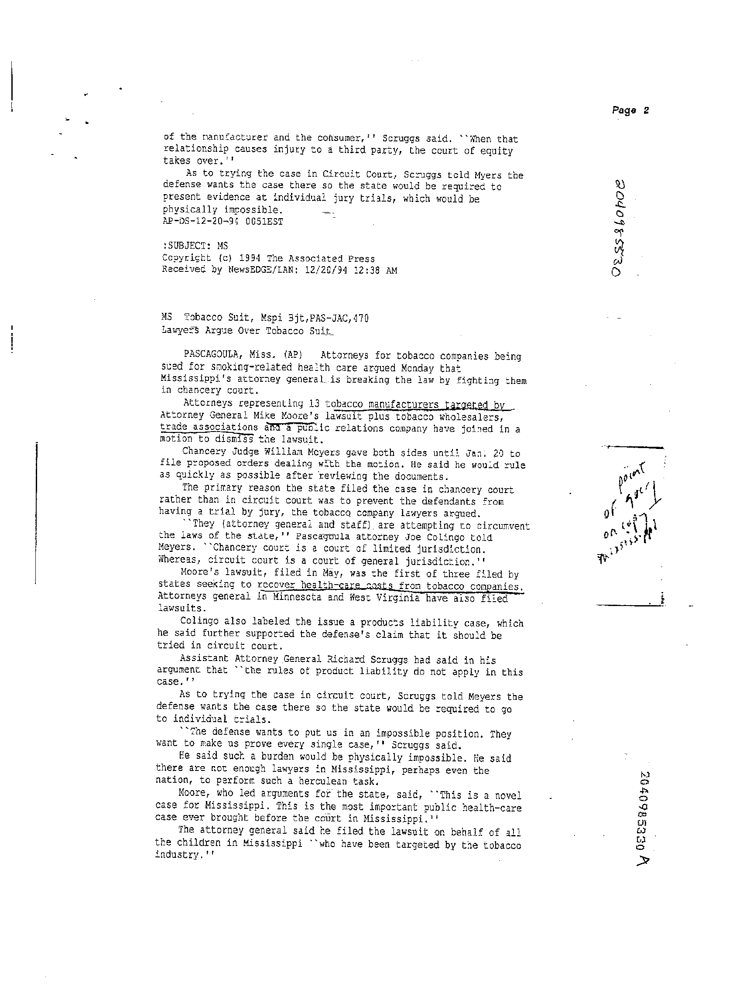 Page 2
of the manufacturer and the consumer,'' Scruggs said. ``When that
relationship causes injury to a third party, the court of equity
takes over.''
As to trying the case in Circuit Court, Scruggs told Myers the
defense wants the case there so the state would be required to
present evidence at individual jury trials, which would be
physically impossible.
AP-DS-12-20-94 0051EST
:SUBJECT: MS
Copyright (c) 1994 The Associated Press
Received by NewsEDGE/LAN: 12/20/94 12:38 AM
MS Tobacco Suit, Mspi Bjt,PAS-JAC,470
Lawyers Argue Over Tobacco Suit
PASCAGOULA, Miss. (AP) Attorneys for tobacco companies being
sued for smoking-related health care argued Monday that
Mississippi's attorney general is breaking the law by fighting them
in chancery court.
Attorneys representing 13 tobacco manufacturers targeted by
Attorney General Mike Moore's lawsuit plus tobacco wholesalers,
trade associations and a public relations company have joined in a
motion to dismiss the lawsuit.
Chancery Judge William Meyers gave both sides until Jan. 20 to
file proposed orders dealing with the motion. He said he would rule
as quickly as possible after reviewing the documents.
The primary reason the state filed the case in chancery court
rather than in circuit court was to prevent the defendants from
having a trial by jury, the tobacco company lawyers argued.
``They (attorney general and staff) are attempting to circumvent
the laws of the state,'' Pascagoula attorney Joe Colingo told
Meyers. ``Chancery court is a court of limited jurisdiction.
Whereas, circuit court is a court of general jurisdiction.''
Moore's lawsuit, filed in May, was the first of three filed by
states seeking to recover health-care costs from tobacco companies.
Attorneys general in Minnesota and West Virginia have also filed
lawsuits.
Colingo also labeled the issue a products liability case, which
he said further supported the defense's claim that it should be
tried in circuit court.
Assistant Attorney General Richard Scruggs had said in his
argument that ``the rules of product liability do not apply in this
case.''
As to trying the case in circuit court, Scruggs told Meyers the
defense wants the case there so the state would be required to go
to individual trials.
``The defense wants to put us in an impossible position. They
want to make us prove every single case,'' Scruggs said.
He said such a burden would be physically impossible. He said
there are not enough lawyers in Mississippi, perhaps even the
nation, to perform such a herculean task.
Moore, who led arguments for the state, said, ``This is a novel
case for Mississippi. This is the most important public health-care
case ever brought before the court in Mississippi.''
The attorney general said he filed the lawsuit on behalf of all
the children in Mississippi ``who have been targeted by the tobacco
industry.''
2040985530
point
of
on
Mississippi
2040985330 A